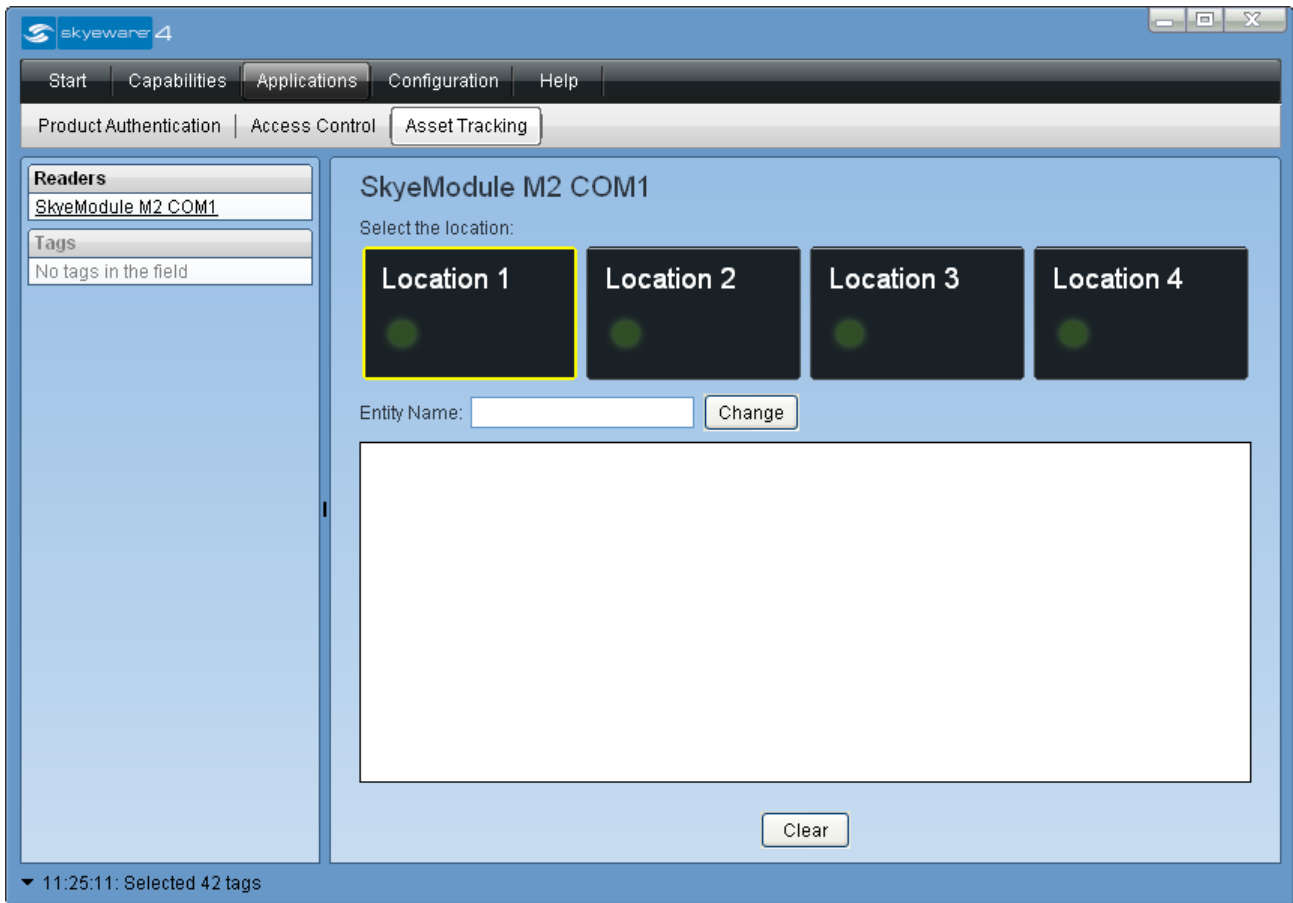 skyeware 4
Start Capabilities Applications Configuration Help
Product Authentication Access Control Asset Tracking
Readers
SkyeModule M2 COM1
Tags
No tags in the field
SkyeModule M2 COM1
Select the location:
Location 1 Location 2 Location 3 Location 4
Entity Name: Change
Clear
11:25:11: Selected 42 tags